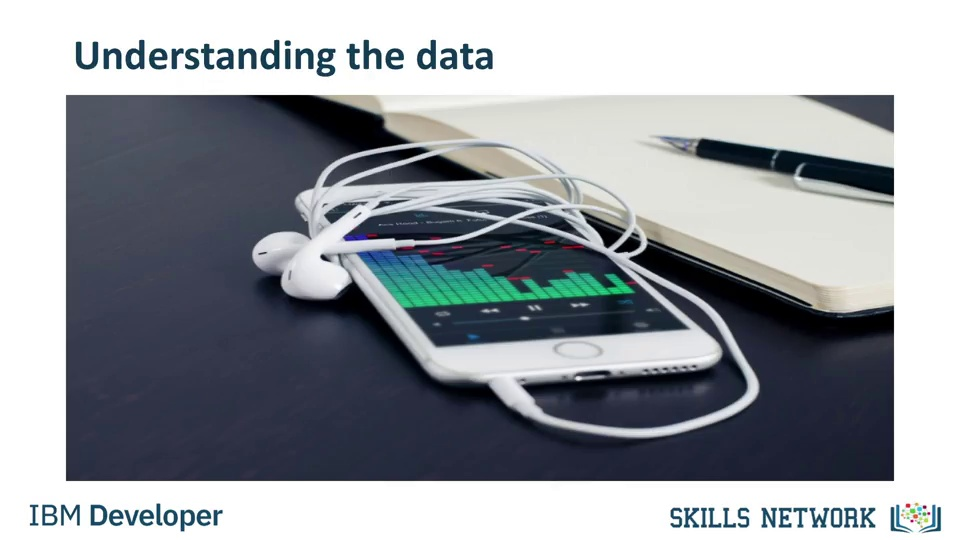 Understanding the data
IBM Developer
SKILLS NETWORK